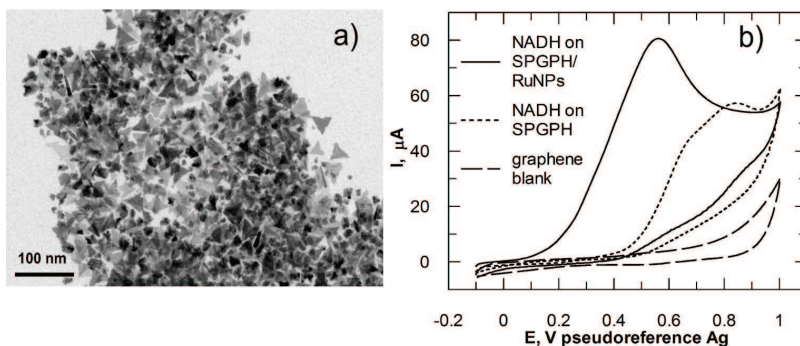 a)
100 nm
b)
I, μA
80
60
40
20
0
NADH on
SPGPH/
RuNPs
NADH on
SPGPH
graphene
blank
-0.2 0 0.2 0.4 0.6 0.8 1
E, V pseudoreference Ag